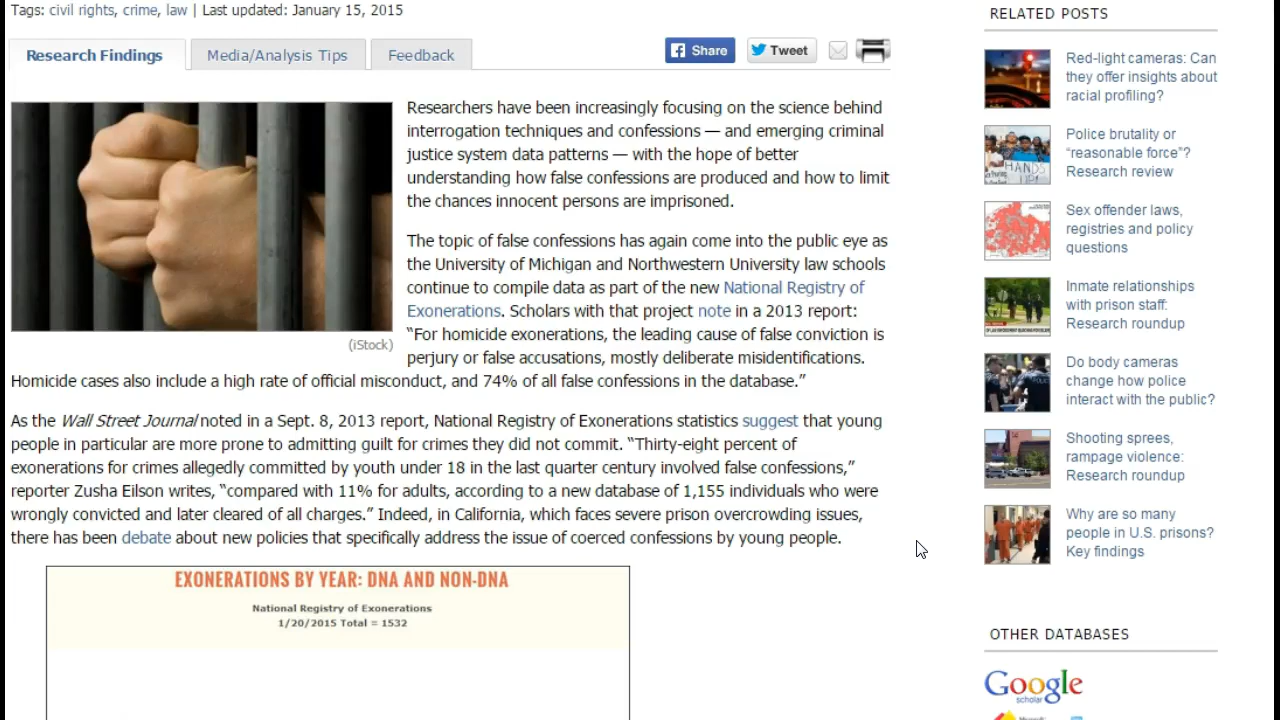 Tags: civil rights, crime, law | Last updated: January 15, 2015
Research Findings
Media/Analysis Tips
Feedback
Share
Tweet
Researchers have been increasingly focusing on the science behind
interrogation techniques and confessions — and emerging criminal
justice system data patterns — with the hope of better
understanding how false confessions are produced and how to limit
the chances innocent persons are imprisoned.
The topic of false confessions has again come into the public eye as
the University of Michigan and Northwestern University law schools
continue to compile data as part of the new National Registry of
Exonerations. Scholars with that project note in a 2013 report:
“For homicide exonerations, the leading cause of false conviction is
(iStock)
perjury or false accusations, mostly deliberate misidentifications.
Homicide cases also include a high rate of official misconduct, and 74% of all false confessions in the database.”
As the Wall Street Journal noted in a Sept. 8, 2013 report, National Registry of Exonerations statistics suggest that young
people in particular are more prone to admitting guilt for crimes they did not commit. “Thirty-eight percent of
exonerations for crimes allegedly committed by youth under 18 in the last quarter century involved false confessions,”
reporter Zusha Eilson writes, “compared with 11% for adults, according to a new database of 1,155 individuals who were
wrongly convicted and later cleared of all charges.” Indeed, in California, which faces severe prison overcrowding issues,
there has been debate about new policies that specifically address the issue of coerced confessions by young people.
EXONERATIONS BY YEAR: DNA AND NON-DNA
National Registry of Exonerations
1/20/2015 Total = 1532
RELATED POSTS
Red-light cameras: Can
they offer insights about
racial profiling?
Police brutality or
“reasonable force”?
Research review
HANDS
UP!
Sex offender laws,
registries and policy
questions
Inmate relationships
with prison staff:
Research roundup
Do body cameras
change how police
interact with the public?
Shooting sprees,
rampage violence:
Research roundup
Why are so many
people in U.S. prisons?
Key findings
OTHER DATABASES
Google
scholar